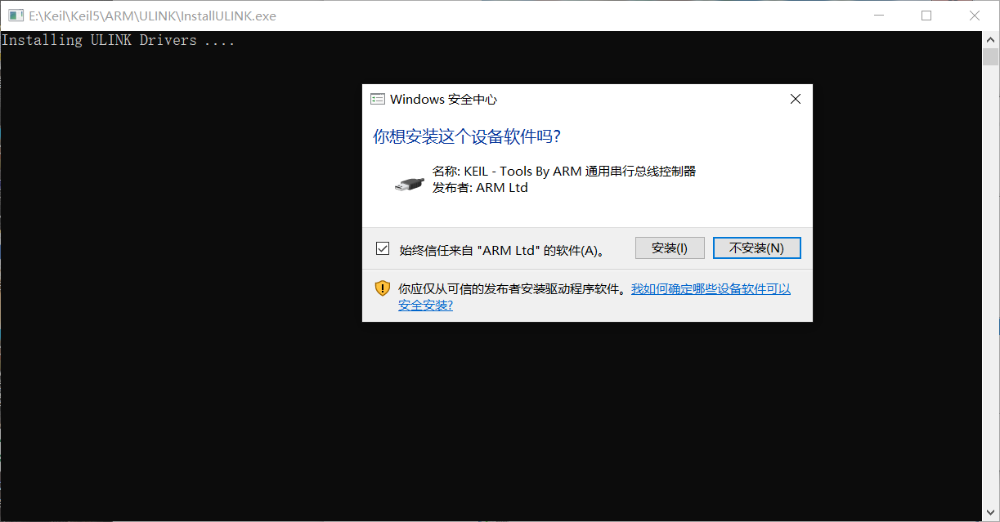 E:\Keil\Keil5\ARM\ULINK\InstallULINK.exe
Installing ULINK Drivers ....
Windows 安全中心
你想安装这个设备软件吗?
名称: KEIL - Tools By ARM 通用串行总线控制器
发布者: ARM Ltd
始终信任来自 "ARM Ltd" 的软件(A)。
安装(I)
不安装(N)
你应仅从可信的发布者安装驱动程序软件。我如何确定哪些设备软件可以
安全安装?